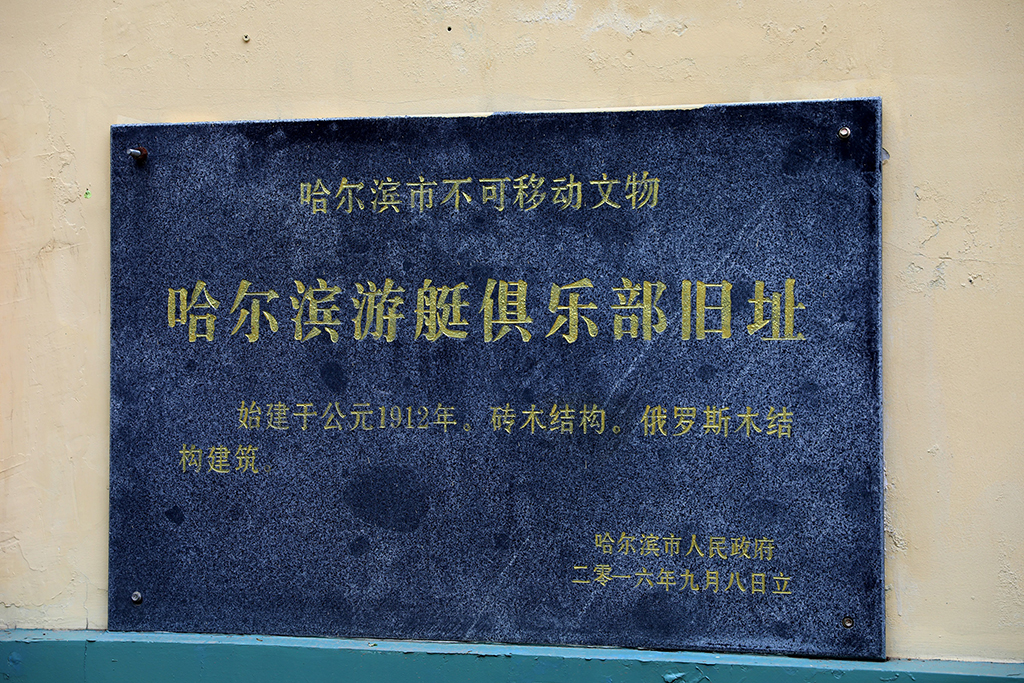 哈尔滨市不可移动文物
哈尔滨游艇俱乐部旧址
始建于公元1912年。砖木结构。俄罗斯木结
构建筑。
哈尔滨市人民政府
二零一六年九月八日立